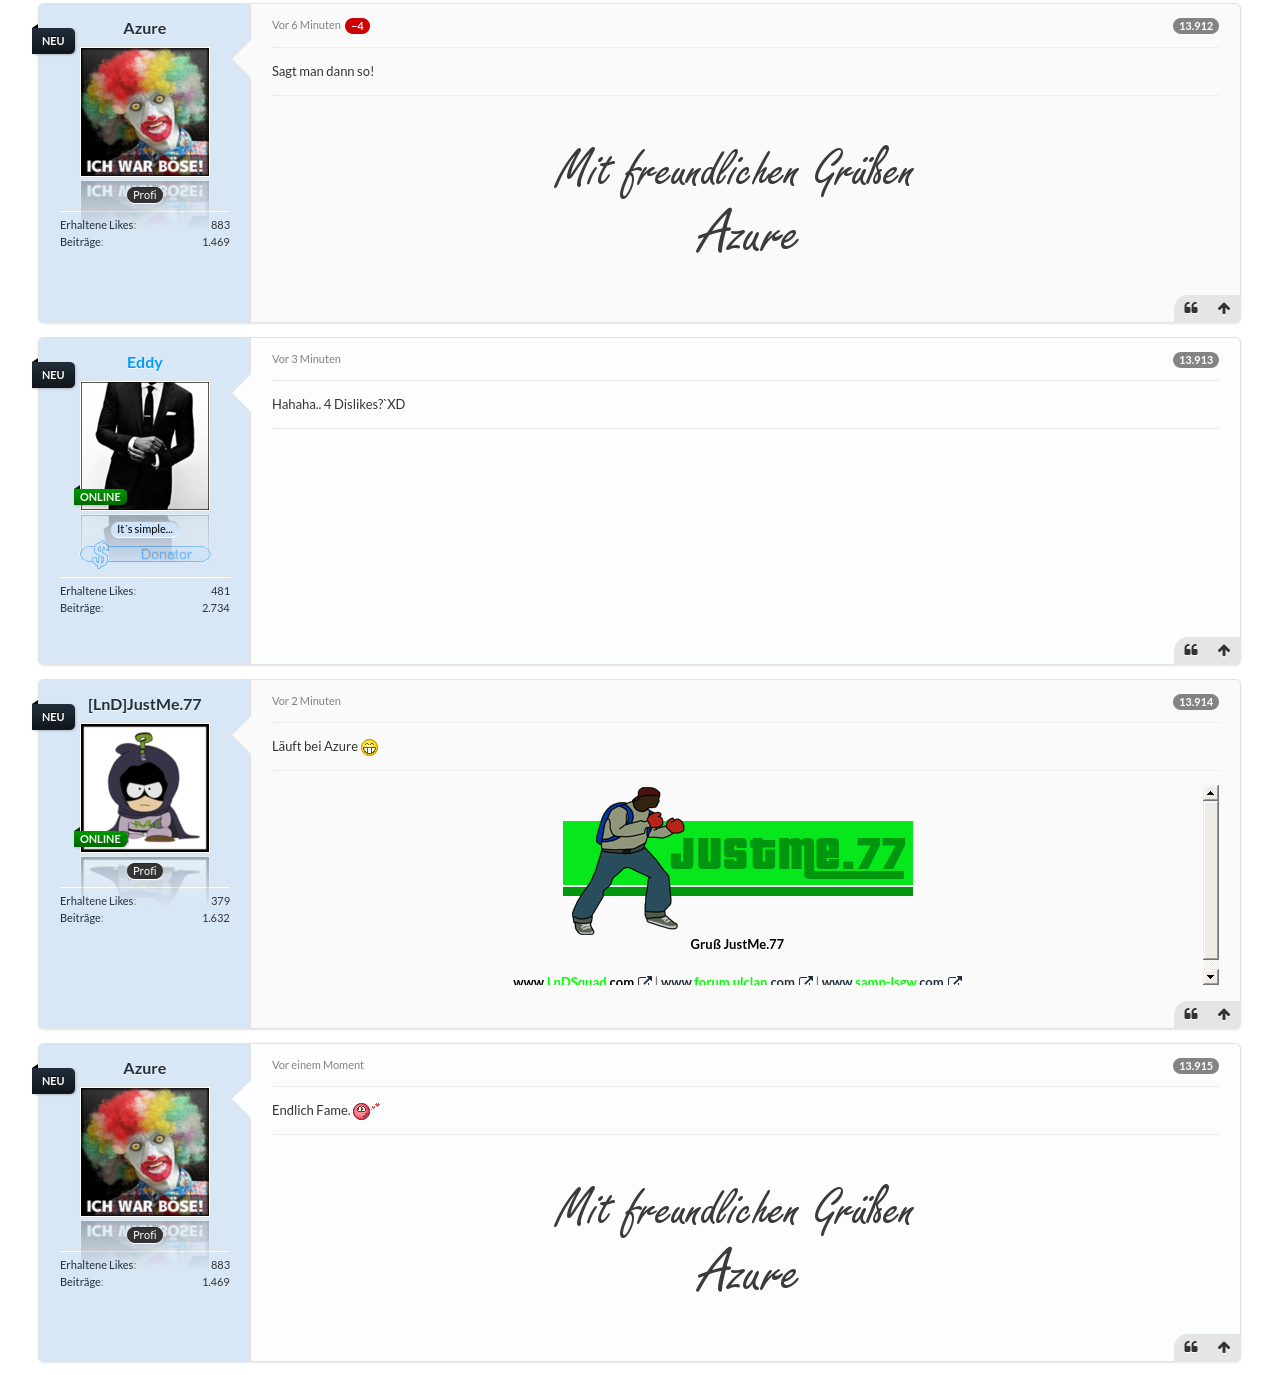 Azure
NEU
Vor 6 Minuten −4
13.912
Sagt man dann so!
ICH WAR BÖSE!
Profi
Erhaltene Likes: 883
Beiträge: 1.469
Mit freundlichen Grüßen
Azure
Eddy
NEU
Vor 3 Minuten
13.913
Hahaha.. 4 Dislikes?`XD
ONLINE
It´s simple...
Donator
Erhaltene Likes: 481
Beiträge: 2.734
[LnD]JustMe.77
NEU
Vor 2 Minuten
13.914
Läuft bei Azure
ONLINE
Profi
Erhaltene Likes: 379
Beiträge: 1.632
JustMe.77
Gruß JustMe.77
www.LnDSquad.com | www.forum.ulclan.com | www.samp-lsgw.com
Azure
NEU
Vor einem Moment
13.915
Endlich Fame.
ICH WAR BÖSE!
Profi
Erhaltene Likes: 883
Beiträge: 1.469
Mit freundlichen Grüßen
Azure